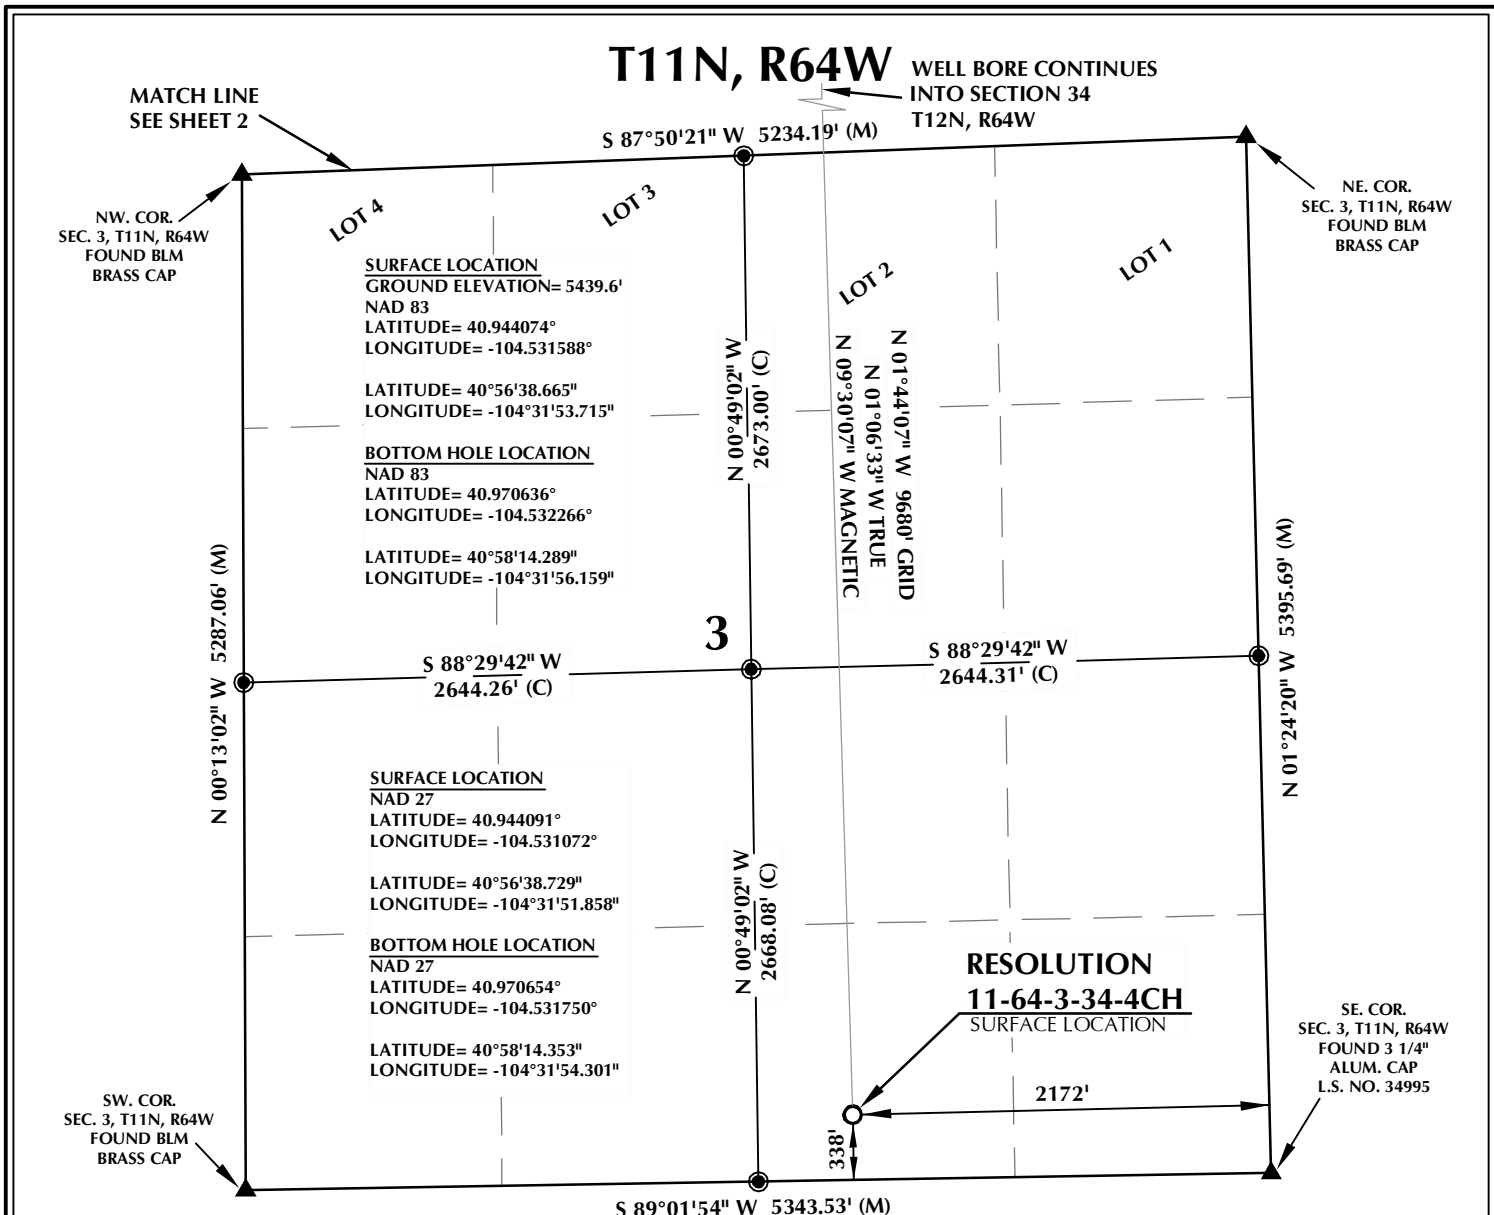 T11N, R64W
WELL BORE CONTINUES
INTO SECTION 34
T12N, R64W
MATCH LINE
SEE SHEET 2
S 87°50'21" W 5234.19' (M)
NW. COR.
SEC. 3, T11N, R64W
FOUND BLM
BRASS CAP
NE. COR.
SEC. 3, T11N, R64W
FOUND BLM
BRASS CAP
LOT 4
LOT 3
LOT 2
LOT 1
SURFACE LOCATION
GROUND ELEVATION= 5439.6'
NAD 83
LATITUDE= 40.944074°
LONGITUDE= -104.531588°
LATITUDE= 40°56'38.665"
LONGITUDE= -104°31'53.715"
BOTTOM HOLE LOCATION
NAD 83
LATITUDE= 40.970636°
LONGITUDE= -104.532266°
LATITUDE= 40°58'14.289"
LONGITUDE= -104°31'56.159"
N 00°49'02" W
2673.00' (C)
N 01°44'07" W 9680' GRID
N 01°06'33" W TRUE
N 09°30'07" W MAGNETIC
N 00°13'02" W 5287.06' (M)
3
S 88°29'42" W
2644.26' (C)
S 88°29'42" W
2644.31' (C)
N 01°24'20" W 5395.69' (M)
SURFACE LOCATION
NAD 27
LATITUDE= 40.944091°
LONGITUDE= -104.531072°
LATITUDE= 40°56'38.729"
LONGITUDE= -104°31'51.858"
BOTTOM HOLE LOCATION
NAD 27
LATITUDE= 40.970654°
LONGITUDE= -104.531750°
LATITUDE= 40°58'14.353"
LONGITUDE= -104°31'54.301"
N 00°49'02" W
2668.08' (C)
RESOLUTION
11-64-3-34-4CH
SURFACE LOCATION
SE. COR.
SEC. 3, T11N, R64W
FOUND 3 1/4"
ALUM. CAP
L.S. NO. 34995
2172'
338'
SW. COR.
SEC. 3, T11N, R64W
FOUND BLM
BRASS CAP
S 89°01'54" W 5343.53' (M)